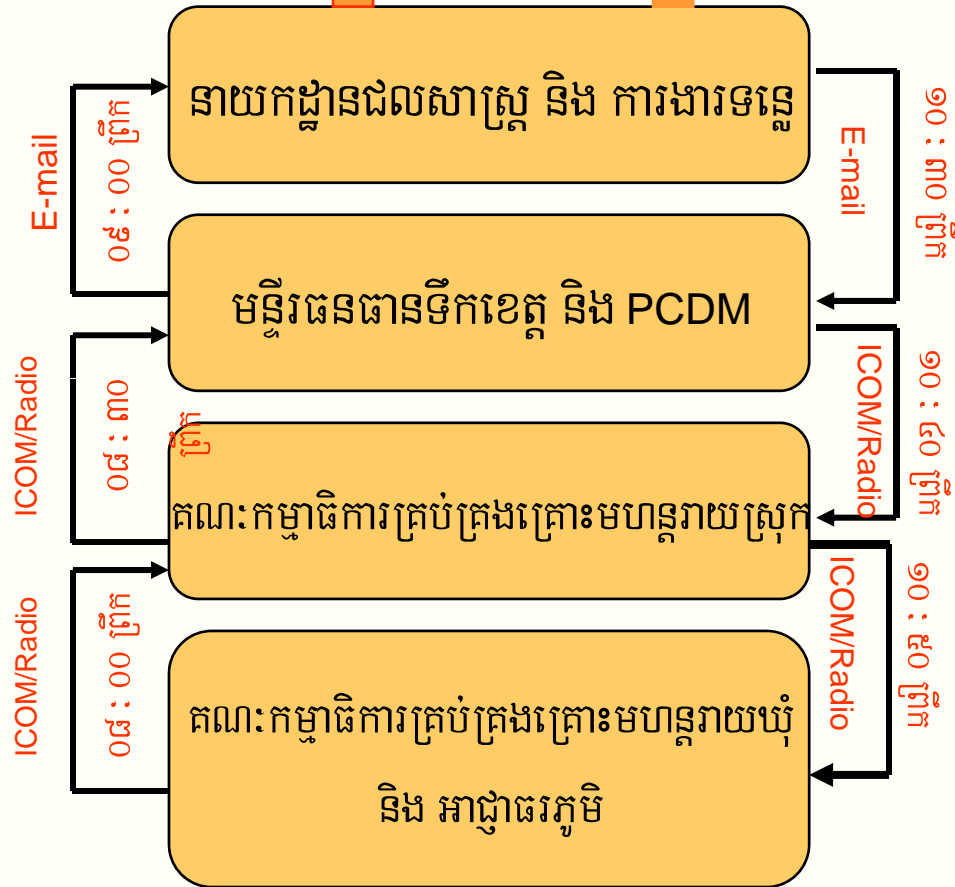 នាយកដ្ឋានជលសាស្ត្រ និង ការងារទន្លេ
E-mail
០៩ : ០០ ព្រឹក
E-mail
១០ : ៣០ ព្រឹក
មន្ទីរធនធានទឹកខេត្ត និង PCDM
ICOM/Radio
០៨ : ៣០
ព្រឹក
ICOM/Radio
១០ : ៤០ ព្រឹក
គណៈកម្មាធិការគ្រប់គ្រងគ្រោះមហន្តរាយស្រុក
ICOM/Radio
០៨ : ០០ ព្រឹក
ICOM/Radio
១០ : ៥០ ព្រឹក
គណៈកម្មាធិការគ្រប់គ្រងគ្រោះមហន្តរាយឃុំ
និង អាជ្ញាធរភូមិ